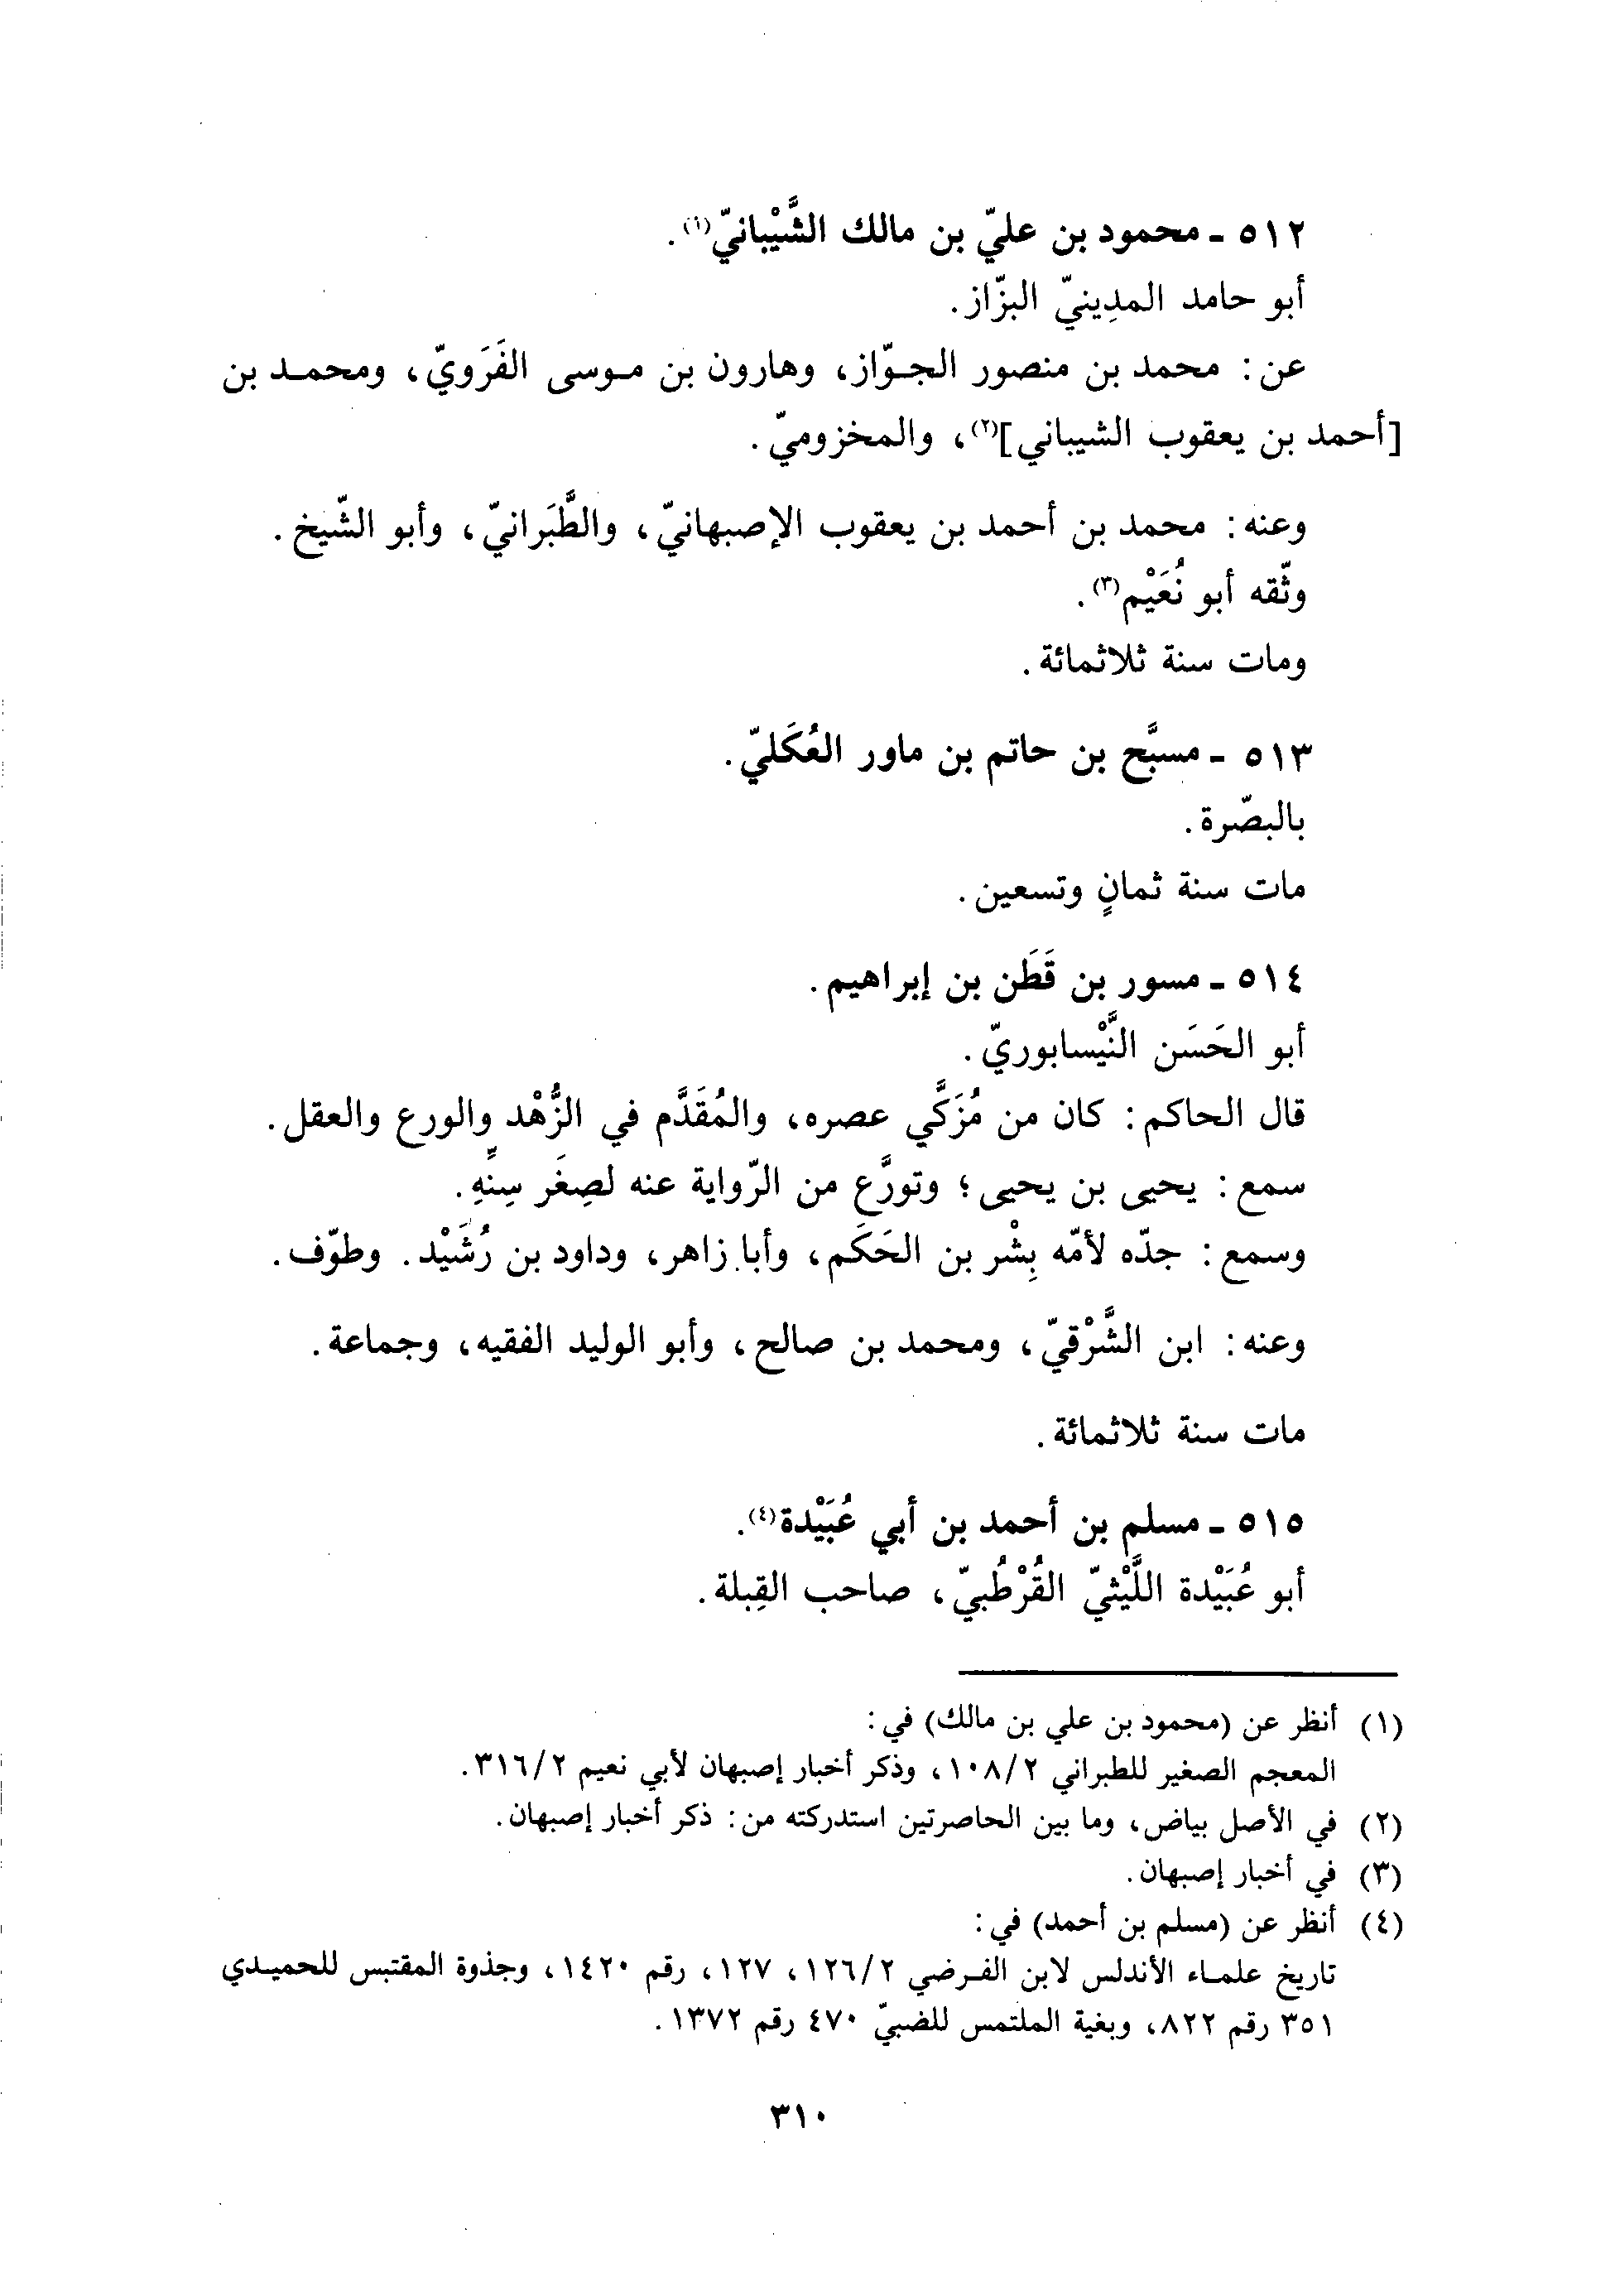 ٥١٢ - محمود بن عليّ بن مالك الشَّيْبانيّ(١).
أبو حامد المدِينيّ البزّاز.
عن: محمد بن منصور الجوّاز، وهارون بن موسى الفَرَويّ، ومحمد بن
[أحمد بن يعقوب الشيباني](٢)، والمخزوميّ.
وعنه: محمد بن أحمد بن يعقوب الإصبهانيّ، والطَّبَرانيّ، وأبو الشّيخ.
وثّقه أبو نُعَيْم(٣).
ومات سنة ثلاثمائة.
٥١٣ - مسبَّح بن حاتم بن ماور العُكَليّ.
بالبصّرة.
مات سنة ثمانٍ وتسعين.
٥١٤ - مسور بن قَطَن بن إبراهيم.
أبو الحَسَن النَّيْسابوريّ.
قال الحاكم: كان من مُزَكَّي عصره، والمُقَدَّم في الزُّهْد والورع والعقل.
سمع: يحيى بن يحيى؛ وتورَّع من الرّواية عنه لصِغَر سِنّهِ.
وسمع: جدّه لأمّه بِشْر بن الحَكَم، وأبا زاهر، وداود بن رُشَيْد. وطوّف.
وعنه: ابن الشَّرْقيّ، ومحمد بن صالح، وأبو الوليد الفقيه، وجماعة.
مات سنة ثلاثمائة.
٥١٥ - مسلم بن أحمد بن أبي عُبَيْدة(٤).
أبو عُبَيْدة اللَّيْثيّ القُرْطُبيّ، صاحب القِبلة.
(١) أنظر عن (محمود بن علي بن مالك) في:
المعجم الصغير للطبراني ١٠٨/٢، وذكر أخبار إصبهان لأبي نعيم ٣١٦/٢.
(٢) في الأصل بياض، وما بين الحاصرتين استدركته من: ذكر أخبار إصبهان.
(٣) في أخبار إصبهان.
(٤) أنظر عن (مسلم بن أحمد) في:
تاريخ علماء الأندلس لابن الفرضي ١٢٦/٢، ١٢٧، رقم ١٤٢٠، وجذوة المقتبس للحميدي
٣٥١ رقم ٨٢٢، وبغية الملتمس للضبيّ ٤٧٠ رقم ١٣٧٢.
٣١٠